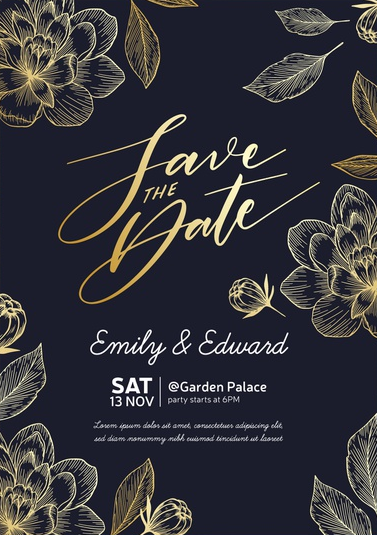 Save
THE
Date
Emily & Edward
SAT
13 NOV
@Garden Palace
party starts at 6PM
Lorem ipsum dolor sit amet, consectetuer adipiscing elit,
sed diam nonummy nibh euismod tincidunt ut laoreet